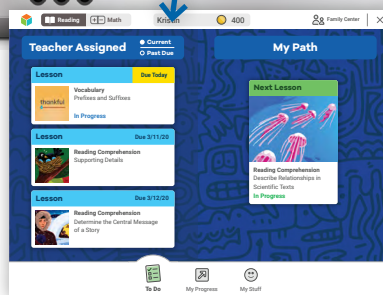 Reading
Math
Kristen
400
Family Center
Teacher Assigned
Current
Past Due
My Path
Lesson
Due Today
thankful
Vocabulary
Prefixes and Suffixes
In Progress
Lesson
Due 3/11/20
Reading Comprehension
Supporting Details
Lesson
Due 3/12/20
Reading Comprehension
Determine the Central Message
of a Story
Next Lesson
Reading Comprehension
Describe Relationships in
Scientific Texts
In Progress
To Do
My Progress
My Stuff